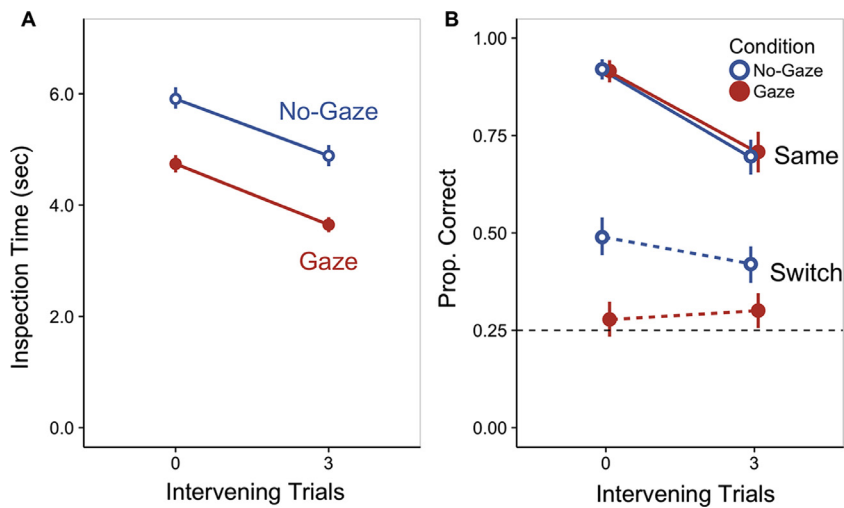 A
Inspection Time (sec)
6.0
4.0
2.0
0.0
No-Gaze
Gaze
0
3
Intervening Trials
B
Prop. Correct
1.00
0.75
0.50
0.25
0.00
Condition
No-Gaze
Gaze
Same
Switch
0
3
Intervening Trials